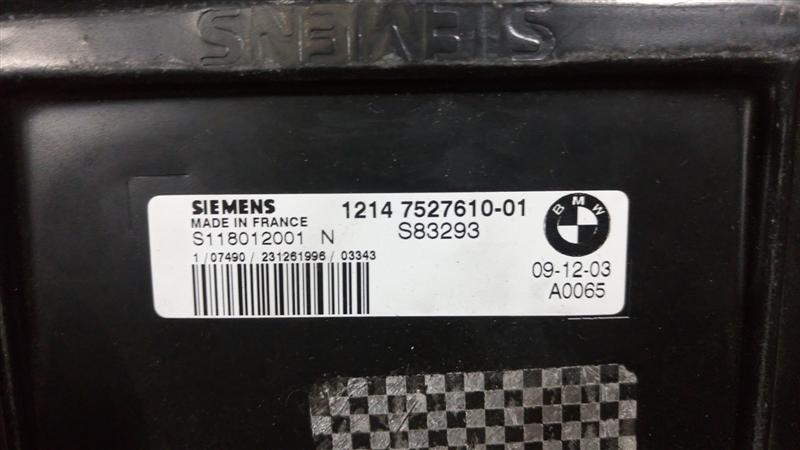 SIEMENS
SIEMENS
MADE IN FRANCE
1214 7527610-01
S118012001 N
S83293
1 / 07490 / 231261996 / 03343
BMW
09-12-03
A0065